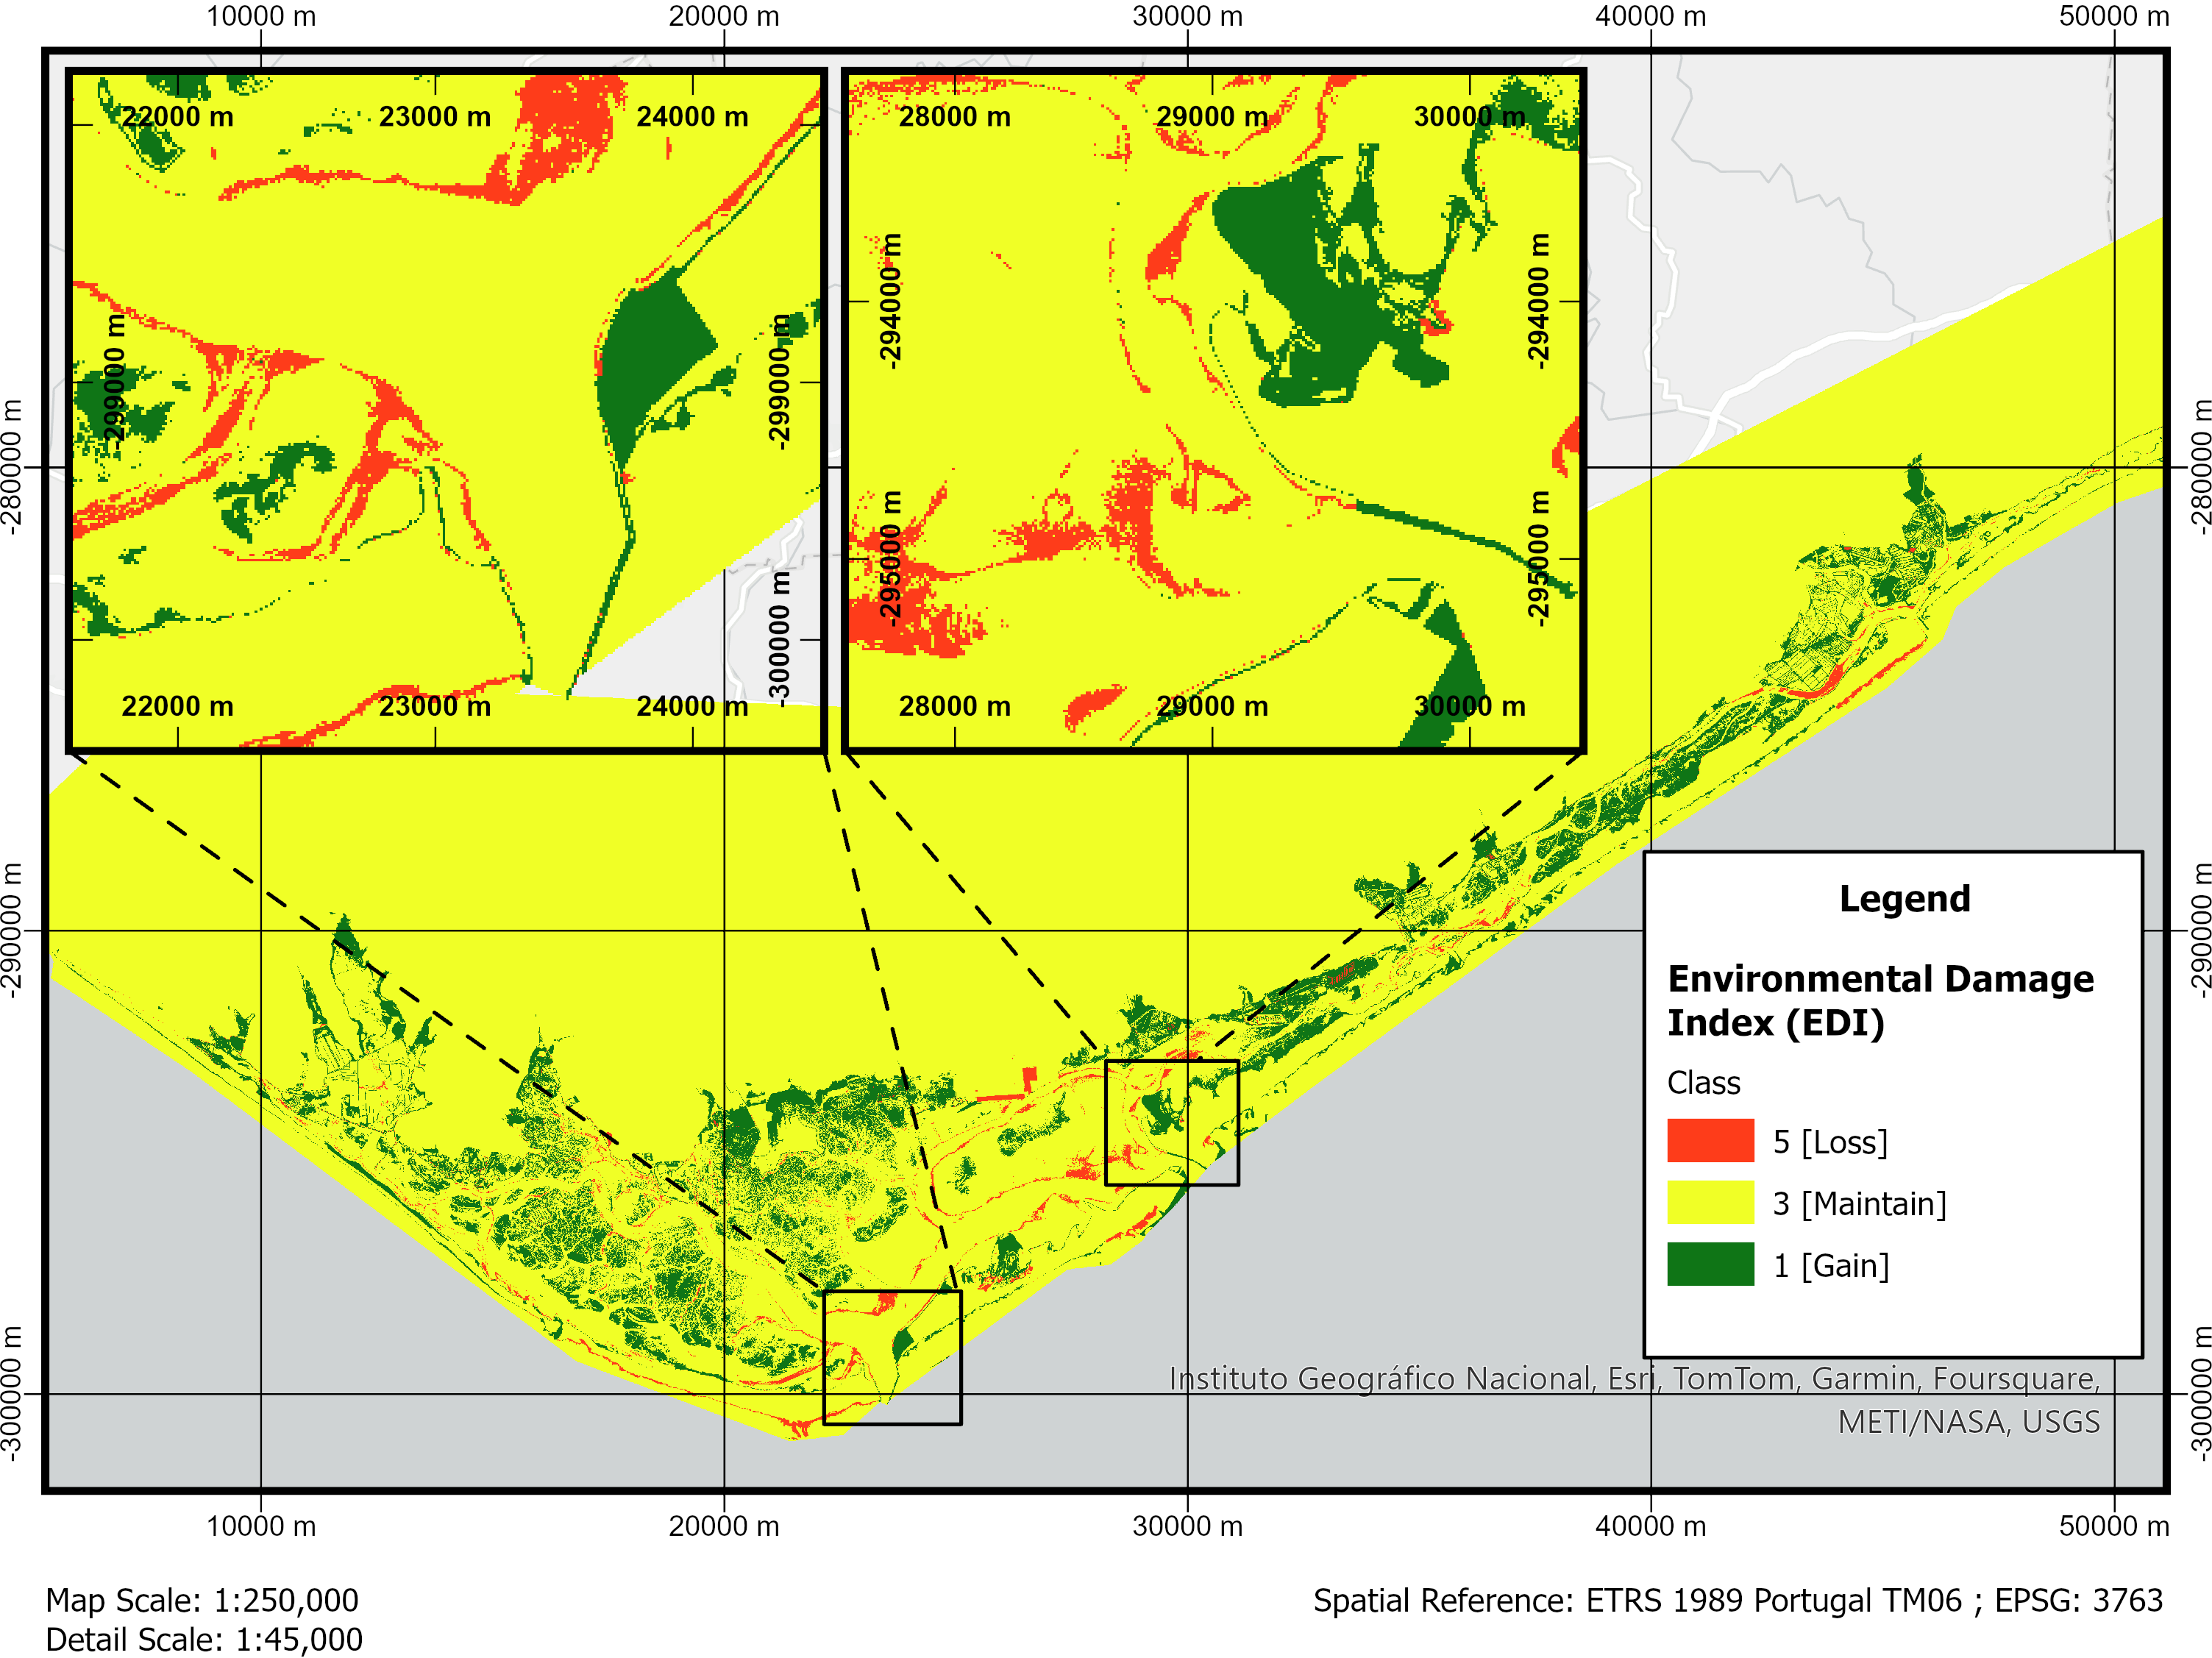 10000 m 20000 m 30000 m 40000 m 50000 m
22000 m 23000 m 24000 m
28000 m 29000 m 30000 m
-299000 m
-299000 m
-300000 m
-294000 m
-294000 m
-295000 m
-295000 m
22000 m 23000 m 24000 m
28000 m 29000 m 30000 m
-280000 m
-280000 m
-290000 m
-290000 m
-300000 m
-300000 m
Legend
Environmental Damage
Index (EDI)
Class
5 [Loss]
3 [Maintain]
1 [Gain]
Instituto Geográfico Nacional, Esri, TomTom, Garmin, Foursquare,
METI/NASA, USGS
10000 m 20000 m 30000 m 40000 m 50000 m
Map Scale: 1:250,000
Detail Scale: 1:45,000
Spatial Reference: ETRS 1989 Portugal TM06 ; EPSG: 3763